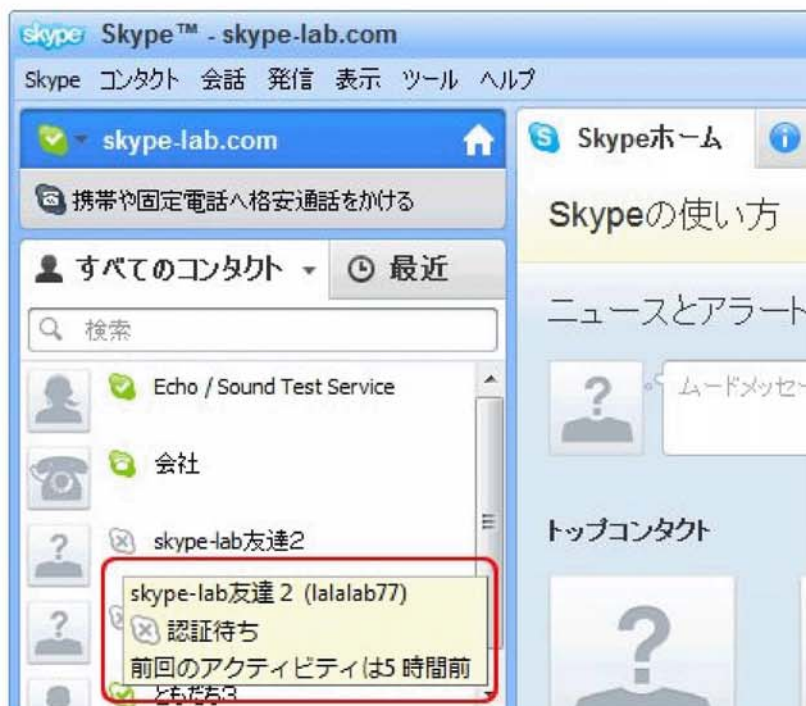 skype Skype™ - skype-lab.com
Skype コンタクト 会話 発信 表示 ツール ヘルプ
skype-lab.com
携帯や固定電話へ格安通話をかける
すべてのコンタクト 最近
検索
Echo / Sound Test Service
会社
skype-lab友達2
skype-lab友達 2 (lalalab77)
認証待ち
前回のアクティビティは5 時間前
ともだち3
Skypeホーム
Skypeの使い方
ニュースとアラート
ムードメッセー
トップコンタクト